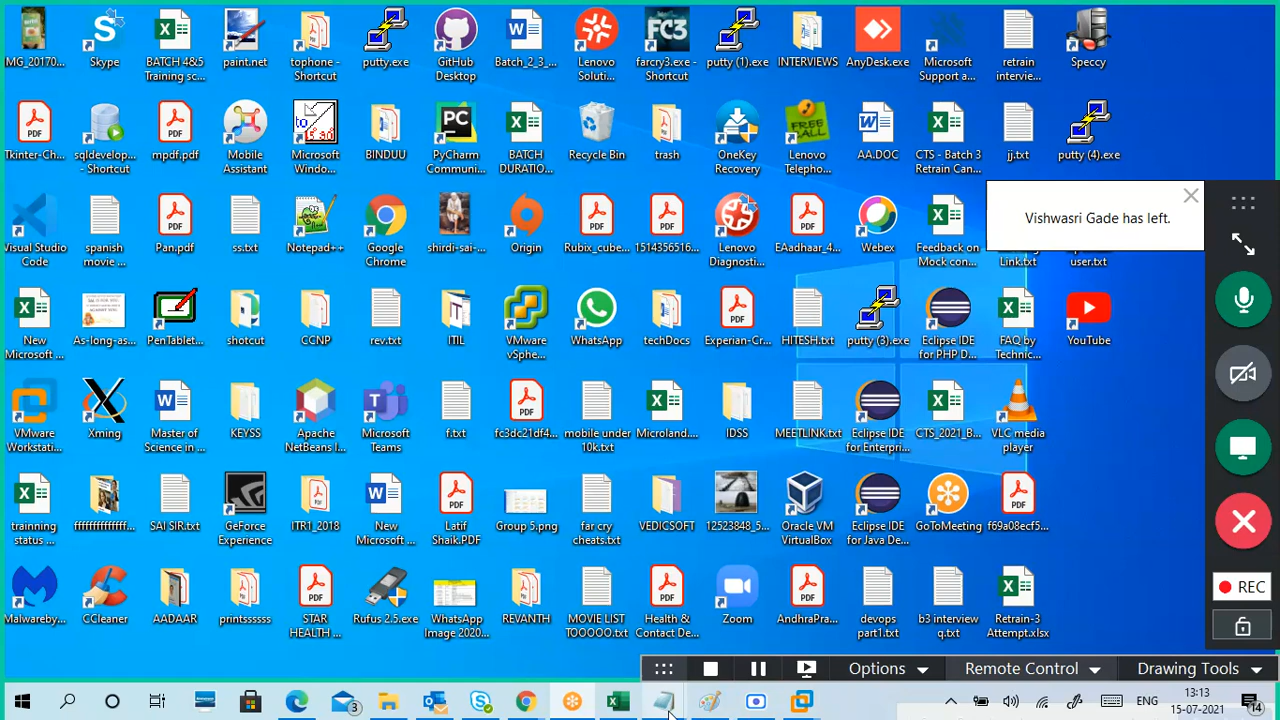 MG_20170...
Skype
BATCH 4&5 Training sc...
paint.net
tophone - Shortcut
putty.exe
GitHub Desktop
Batch_2_3_...
Lenovo Soluti...
farcry3.exe - Shortcut
putty (1).exe
INTERVIEWS
AnyDesk.exe
Microsoft Support a...
retrain intervie...
Speccy
Tkinter-Ch...
sqldevelop... - Shortcut
mpdf.pdf
Mobile Assistant
Microsoft Windo...
BINDUU
PyCharm Communi...
BATCH DURATIO...
Recycle Bin
trash
OneKey Recovery
Lenovo Telepho...
AA.DOC
CTS - Batch 3 Retrain Can...
jj.txt
putty (4).exe
Visual Studio Code
spanish movie ...
Pan.pdf
ss.txt
Notepad++
Google Chrome
shirdi-sai-...
Origin
Rubix_cube...
1514356516...
Lenovo Diagnosti...
EAadhaar_4...
Webex
Feedback on Mock con...
Link.txt
user.txt
Vishwasri Gade has left.
New Microsoft ...
As-long-as...
PenTablet...
shotcut
CCNP
rev.txt
ITIL
VMware vSphe...
WhatsApp
techDocs
Experian-Cr...
HITESH.txt
putty (3).exe
Eclipse IDE for PHP D...
FAQ by Technic...
YouTube
VMware Workstati...
Xming
Master of Science in ...
KEYSS
Apache NetBeans I...
Microsoft Teams
f.txt
fc3dc21df4...
mobile under 10k.txt
Microland...
IDSS
MEETLINK.txt
Eclipse IDE for Enterpri...
CTS_2021_B...
VLC media player
trainning status ...
ffffffffffffff...
SAI SIR.txt
GeForce Experience
ITR1_2018
New Microsoft ...
Latif Shaik.PDF
Group 5.png
far cry cheats.txt
VEDICSOFT
12523848_5...
Oracle VM VirtualBox
Eclipse IDE for Java De...
GoToMeeting
f69a08ecf5...
REC
Malwareby...
CCleaner
AADAAR
printsssss
STAR HEALTH ...
Rufus 2.5.exe
WhatsApp Image 2020...
REVANTH
MOVIE LIST TOOOOO.txt
Health & Contact De...
Zoom
AndhraPra...
devops part1.txt
b3 interview q.txt
Retrain-3 Attempt.xlsx
Options
Remote Control
Drawing Tools
3
ENG
13:13
15-07-2021
14